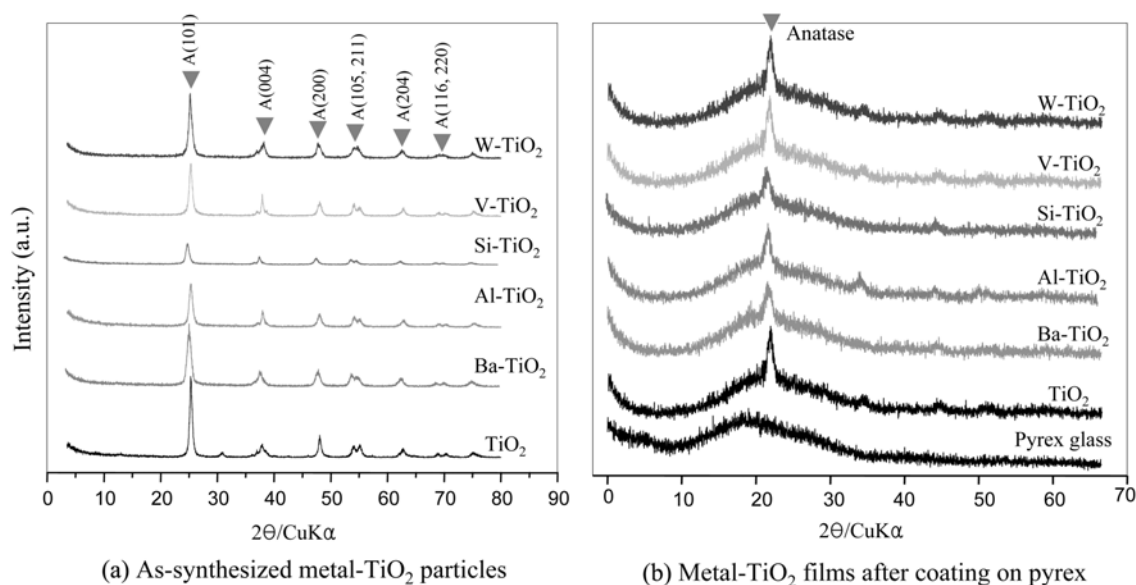 A(101)
A(004)
A(200)
A(105, 211)
A(204)
A(116, 220)
W-TiO₂
V-TiO₂
Si-TiO₂
Al-TiO₂
Ba-TiO₂
TiO₂
Intensity (a.u.)
0 10 20 30 40 50 60 70 80 90
2Θ/CuKα
(a) As-synthesized metal-TiO₂ particles
Anatase
W-TiO₂
V-TiO₂
Si-TiO₂
Al-TiO₂
Ba-TiO₂
TiO₂
Pyrex glass
0 10 20 30 40 50 60 70
2Θ/CuKα
(b) Metal-TiO₂ films after coating on pyrex